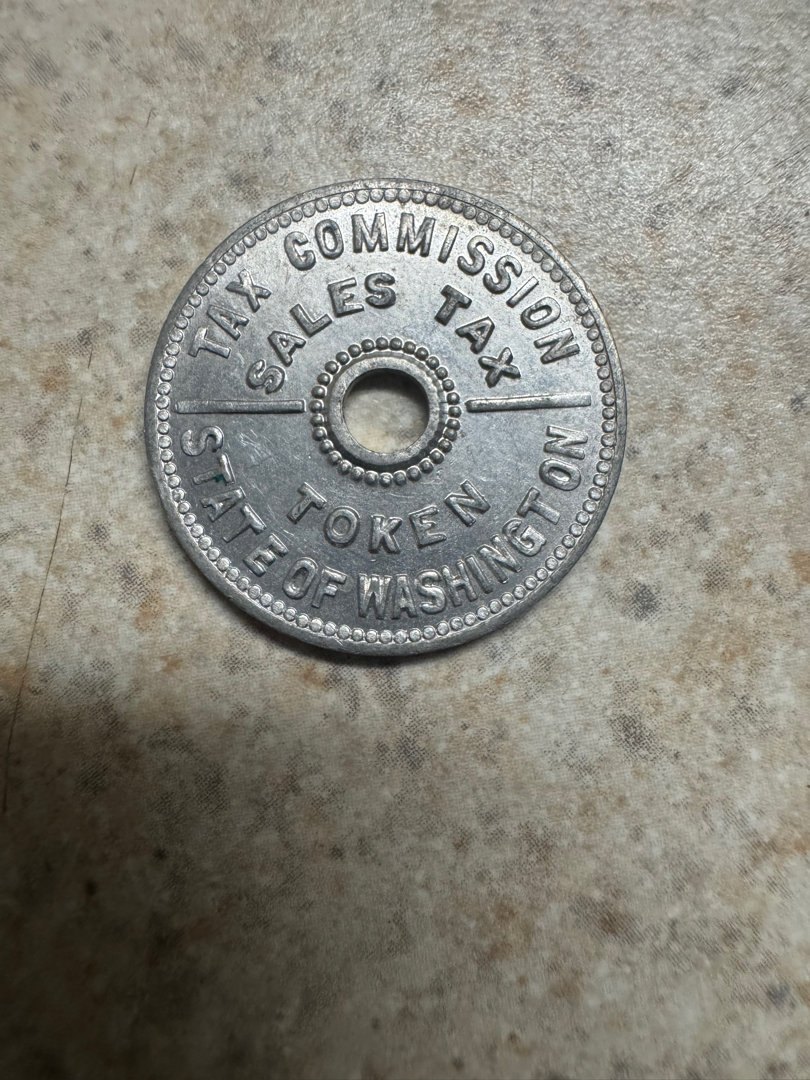 TAX COMMISSION
SALES TAX
TOKEN
STATE OF WASHINGTON